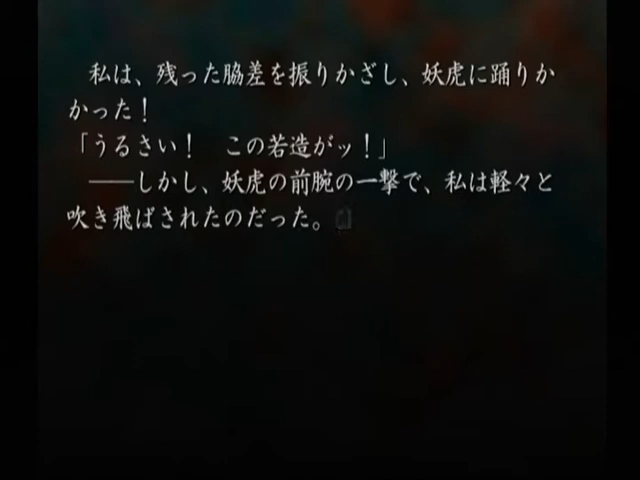 私は、残った脇差を振りかざし、妖虎に踊りか
かった！
「うるさい！　この若造がッ！」
――しかし、妖虎の前腕の一撃で、私は軽々と
吹き飛ばされたのだった。